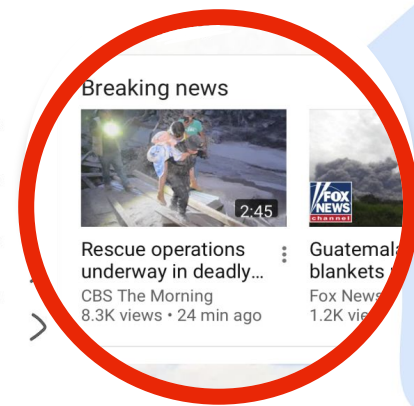 Breaking news
2:45
FOX
NEWS
channel
Rescue operations
underway in deadly...
CBS The Morning
8.3K views • 24 min ago
Guatemala
blankets
Fox News
1.2K